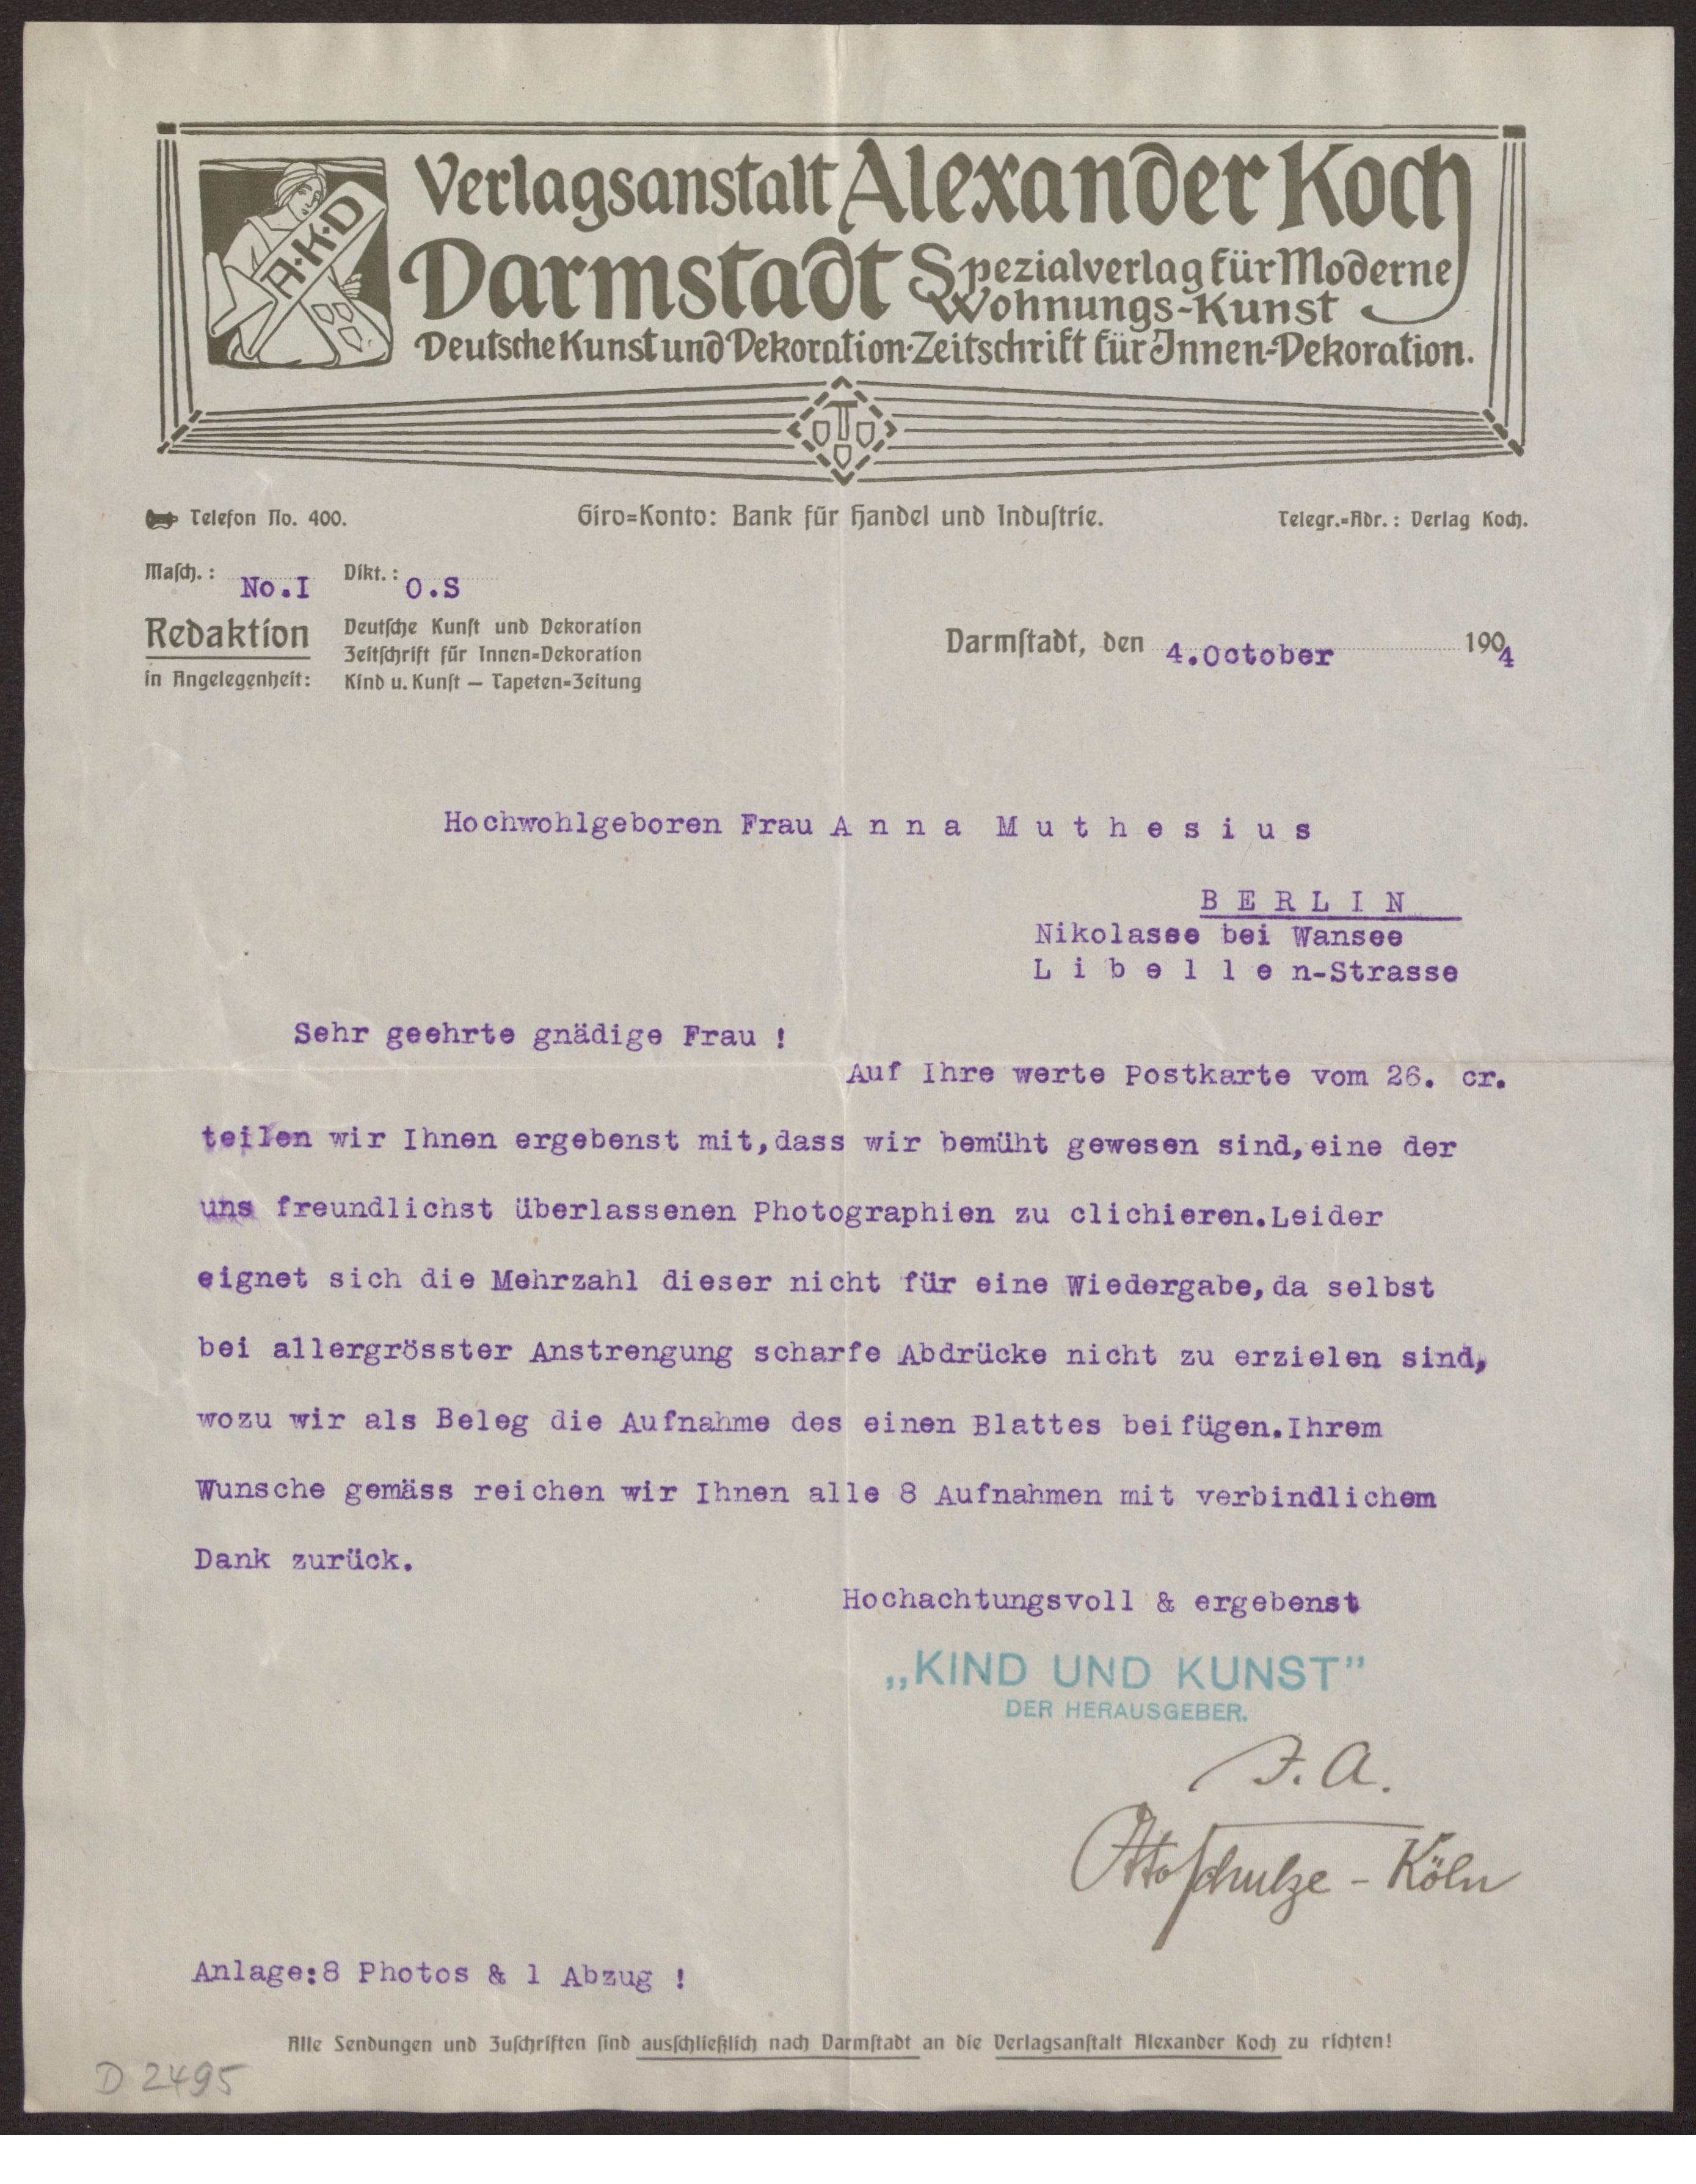 A·K·D
Verlagsanstalt Alexander Koch
Darmstadt Spezialverlag für Moderne
Wohnungs-Kunst
Deutsche Kunst und Dekoration·Zeitschrift für Innen-Dekoration.
Telefon No. 400.
Giro=Konto: Bank für Handel und Induſtrie.
Telegr.=Adr.: Verlag Koch.
Maſch.: No.I Dikt.: O.S
Redaktion
in Angelegenheit:
Deutſche Kunſt und Dekoration
Zeitſchrift für Innen=Dekoration
Kind u. Kunſt — Tapeten=Zeitung
Darmſtadt, den 4.October 1904
Hochwohlgeboren Frau A n n a M u t h e s i u s
B E R L I N
Nikolasee bei Wansee
L i b e l l e n-Strasse
Sehr geehrte gnädige Frau !
Auf Ihre werte Postkarte vom 26. cr.
teilen wir Ihnen ergebenst mit,dass wir bemüht gewesen sind,eine der
uns freundlichst überlassenen Photographien zu clichieren.Leider
eignet sich die Mehrzahl dieser nicht für eine Wiedergabe,da selbst
bei allergrösster Anstrengung scharfe Abdrücke nicht zu erzielen sind,
wozu wir als Beleg die Aufnahme des einen Blattes beifügen.Ihrem
Wunsche gemäss reichen wir Ihnen alle 8 Aufnahmen mit verbindlichem
Dank zurück.
Hochachtungsvoll & ergebenst
„KIND UND KUNST”
DER HERAUSGEBER.
I. A.
Otto Schulze - Köln
Anlage:8 Photos & 1 Abzug !
Alle Sendungen und Zuſchriften ſind ausſchließlich nach Darmſtadt an die Verlagsanſtalt Alexander Koch zu richten!
D 2495